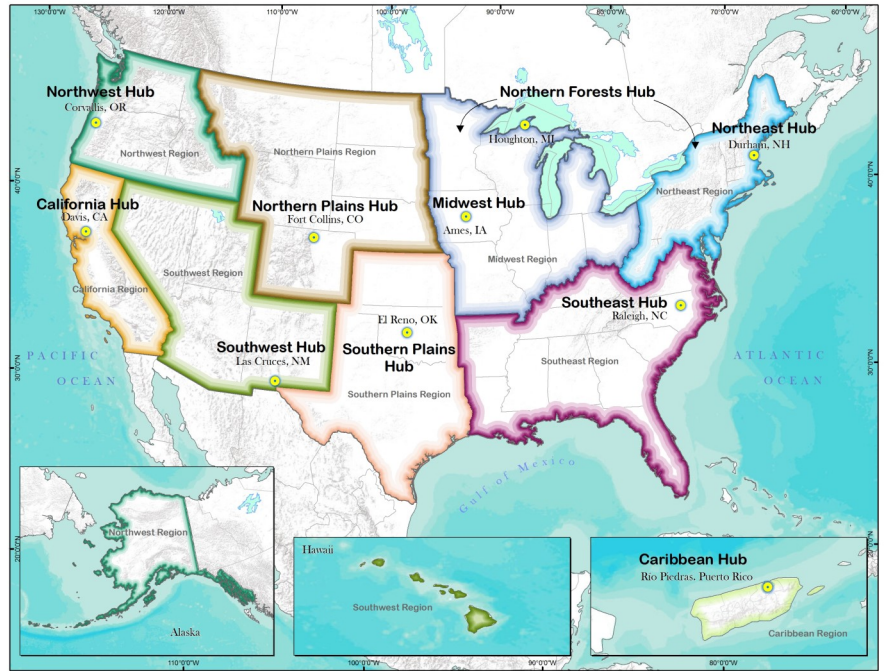 130°0'0"W
110°0'0"W
100°0'0"W
90°0'0"W
80°0'0"W
70°0'0"W
Northwest Hub
Corvallis, OR
Northwest Region
Northern Plains Region
Northern Forests Hub
Houghton, MI
Northeast Hub
Durham, NH
Northeast Region
40°0'0"N
40°0'0"N
California Hub
Davis, CA
California Region
Southwest Region
Northern Plains Hub
Fort Collins, CO
Midwest Hub
Ames, IA
Midwest Region
Southeast Hub
Raleigh, NC
Southeast Region
El Reno, OK
Southern Plains
Hub
Southern Plains Region
Southwest Hub
Las Cruces, NM
PACIFIC
OCEAN
ATLANTIC
OCEAN
30°0'0"N
30°0'0"N
Gulf of Mexico
Northwest Region
Alaska
Hawaii
Southwest Region
Caribbean Hub
Río Piedras. Puerto Rico
Caribbean Region
20°0'0"N
20°0'0"N
110°0'0"W
100°0'0"W
90°0'0"W
80°0'0"W